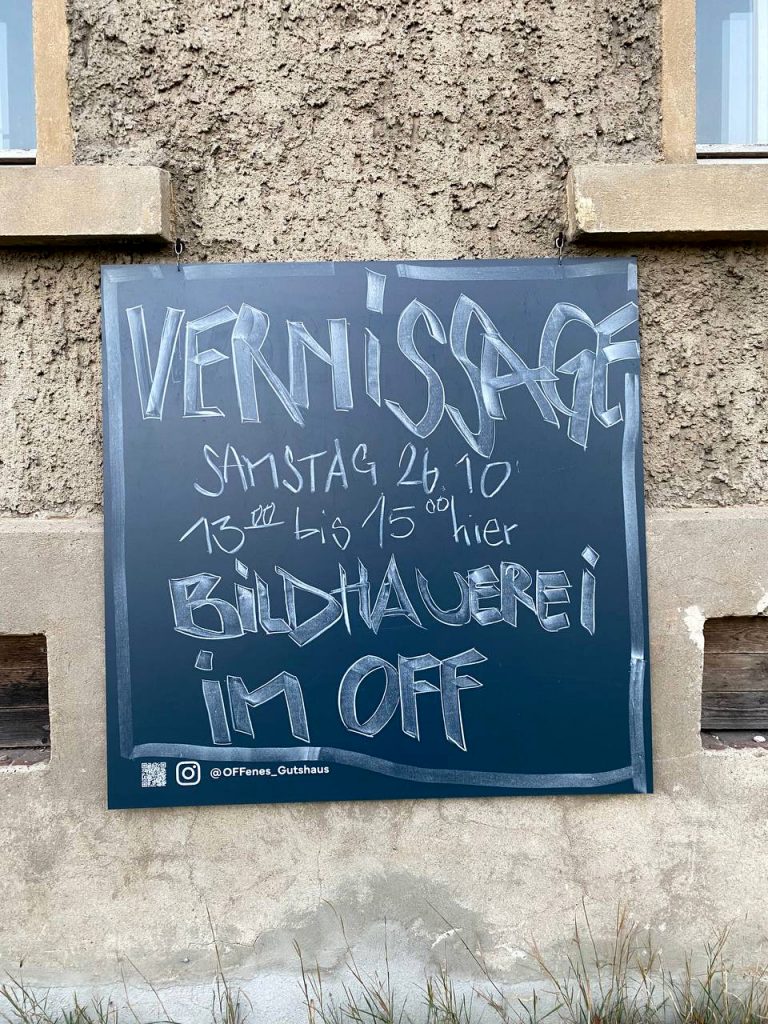 VERNiSSAGE
SAMSTAG 26.10
13⁰⁰ bis 15⁰⁰ hier
BiLDHAUEREi
iM OFF
@OFFenes_Gutshaus